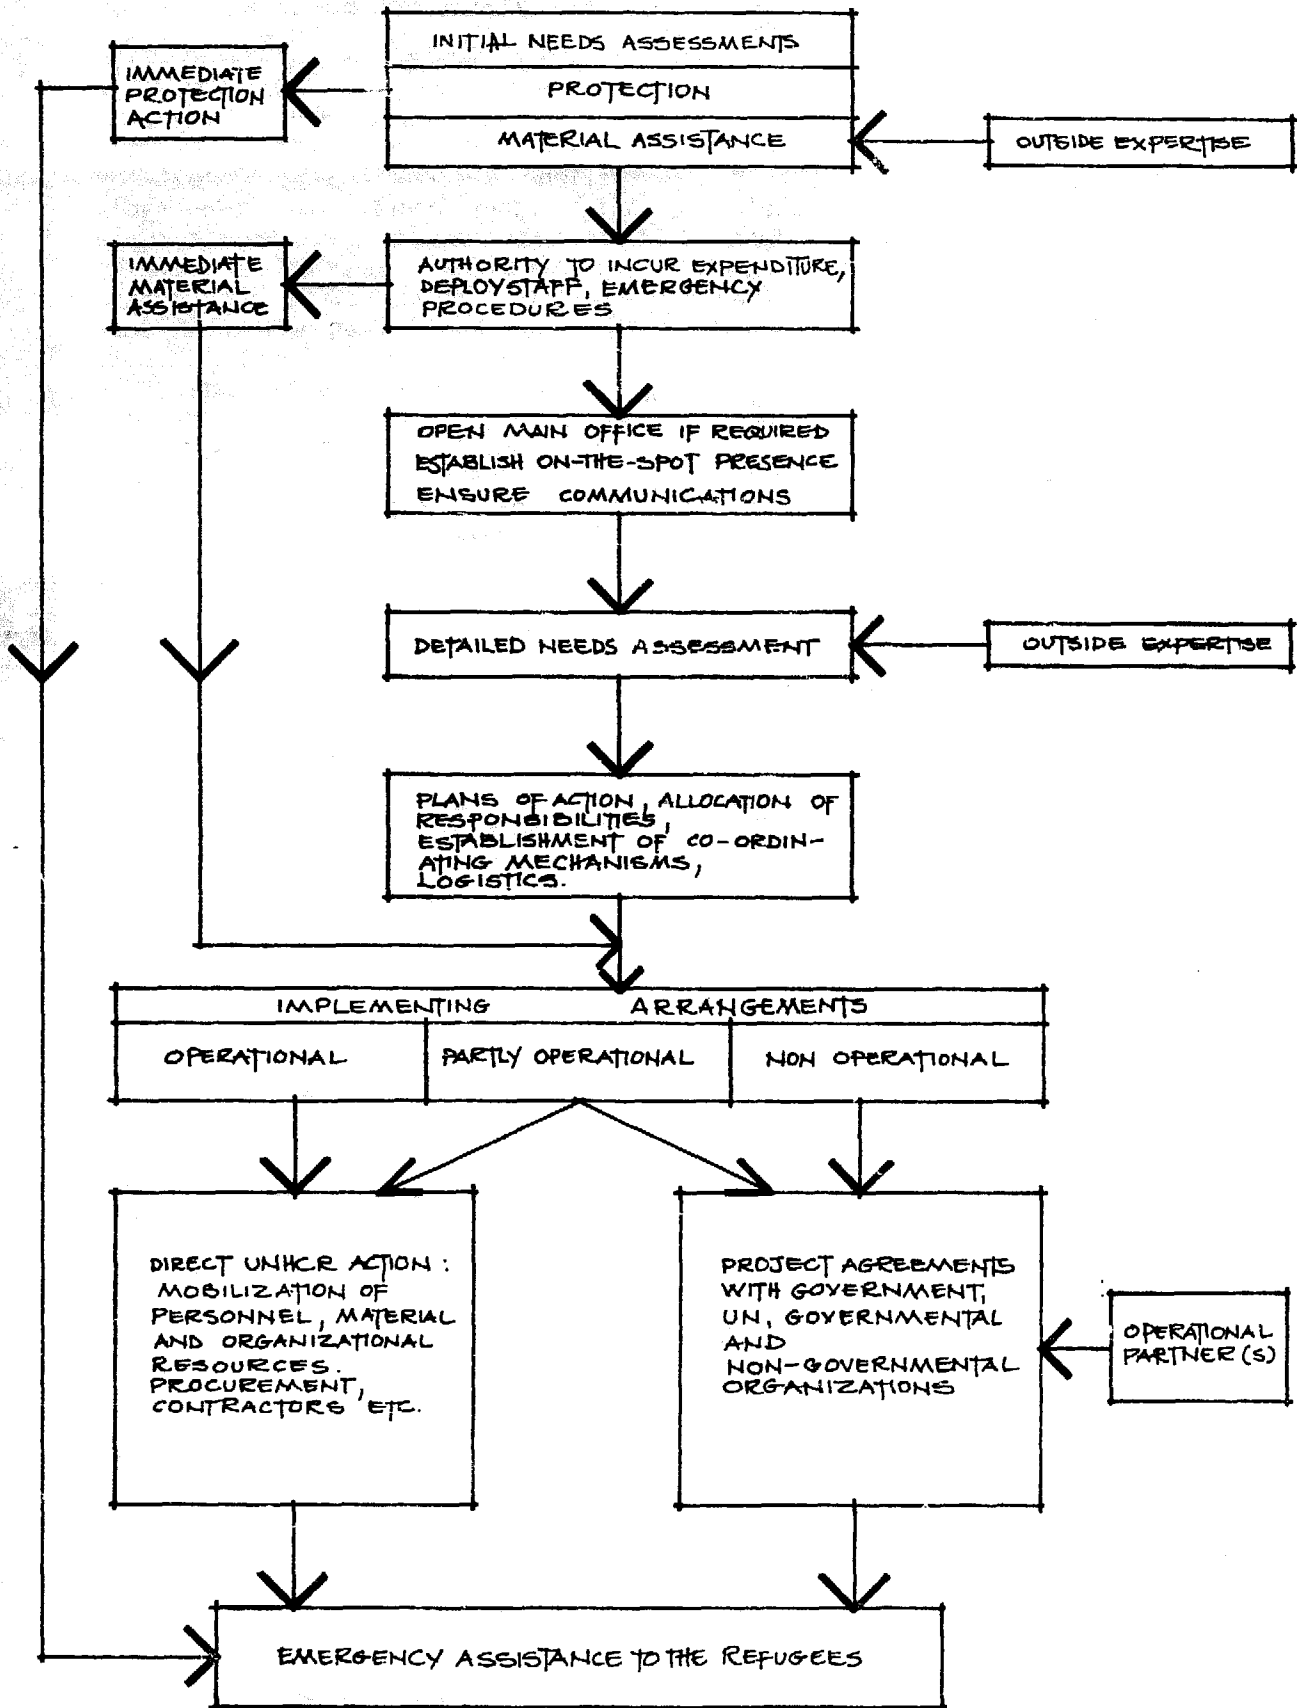 INITIAL NEEDS ASSESSMENTS
PROTECTION
MATERIAL ASSISTANCE
IMMEDIATE
PROTECTION
ACTION
OUTSIDE EXPERTISE
IMMEDIATE
MATERIAL
ASSISTANCE
AUTHORITY TO INCUR EXPENDITURE,
DEPLOY STAFF, EMERGENCY
PROCEDURES
OPEN MAIN OFFICE IF REQUIRED
ESTABLISH ON-THE-SPOT PRESENCE
ENSURE COMMUNICATIONS
DETAILED NEEDS ASSESSMENT
OUTSIDE EXPERTISE
PLANS OF ACTION, ALLOCATION OF
RESPONSIBILITIES,
ESTABLISHMENT OF CO-ORDIN-
ATING MECHANISMS,
LOGISTICS.
IMPLEMENTING ARRANGEMENTS
OPERATIONAL
PARTLY OPERATIONAL
NON OPERATIONAL
DIRECT UNHCR ACTION :
MOBILIZATION OF
PERSONNEL, MATERIAL
AND ORGANIZATIONAL
RESOURCES.
PROCUREMENT,
CONTRACTORS ETC.
PROJECT AGREEMENTS
WITH GOVERNMENT,
UN, GOVERNMENTAL
AND
NON-GOVERNMENTAL
ORGANIZATIONS
OPERATIONAL
PARTNER(S)
EMERGENCY ASSISTANCE TO THE REFUGEES